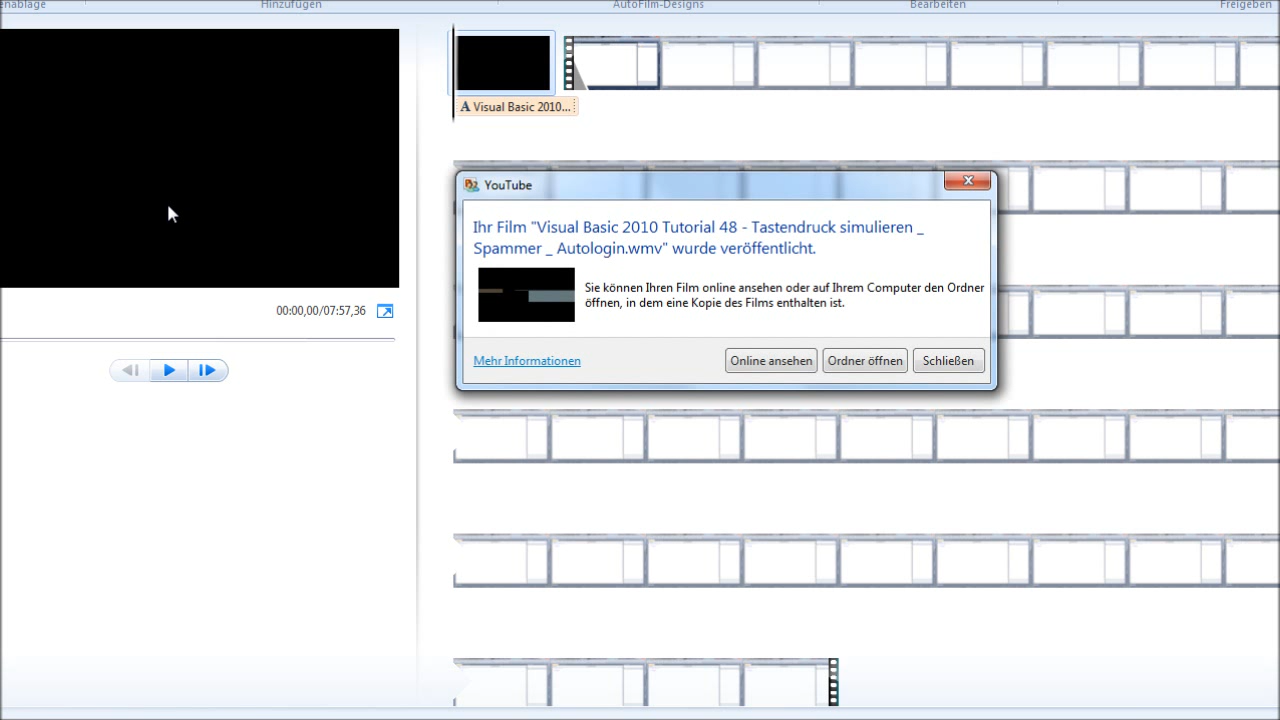 enablage
Hinzufügen
AutoFilm-Designs
Bearbeiten
Freigeben
A Visual Basic 2010...
YouTube
Ihr Film "Visual Basic 2010 Tutorial 48 - Tastendruck simulieren _
Spammer _ Autologin.wmv" wurde veröffentlicht.
Sie können Ihren Film online ansehen oder auf Ihrem Computer den Ordner
öffnen, in dem eine Kopie des Films enthalten ist.
00:00,00/07:57,36
Mehr Informationen
Online ansehen
Ordner öffnen
Schließen